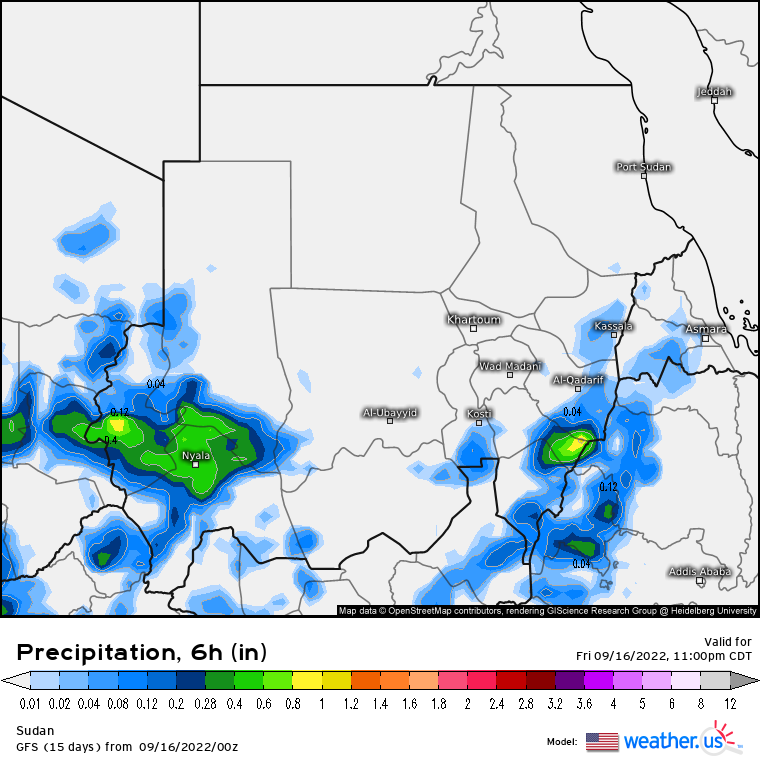 Jeddah
Port Sudan
Khartoum
Kassala
Asmara
Wad Madani
Al-Qadarif
0.04
0.12
0.4
Al-Ubayyid
Kosti
0.04
Nyala
0.12
0.04
Addis Ababa
Map data © OpenStreetMap contributors, rendering GIScience Research Group @ Heidelberg University
Precipitation, 6h (in)
Valid for
Fri 09/16/2022, 11:00pm CDT
0.01 0.02 0.04 0.08 0.12 0.2 0.28 0.4 0.6 0.8 1 1.2 1.4 1.6 1.8 2 2.4 2.8 3.2 3.6 4 5 6 8 12
Sudan
GFS (15 days) from 09/16/2022/00z
Model:
weather.us